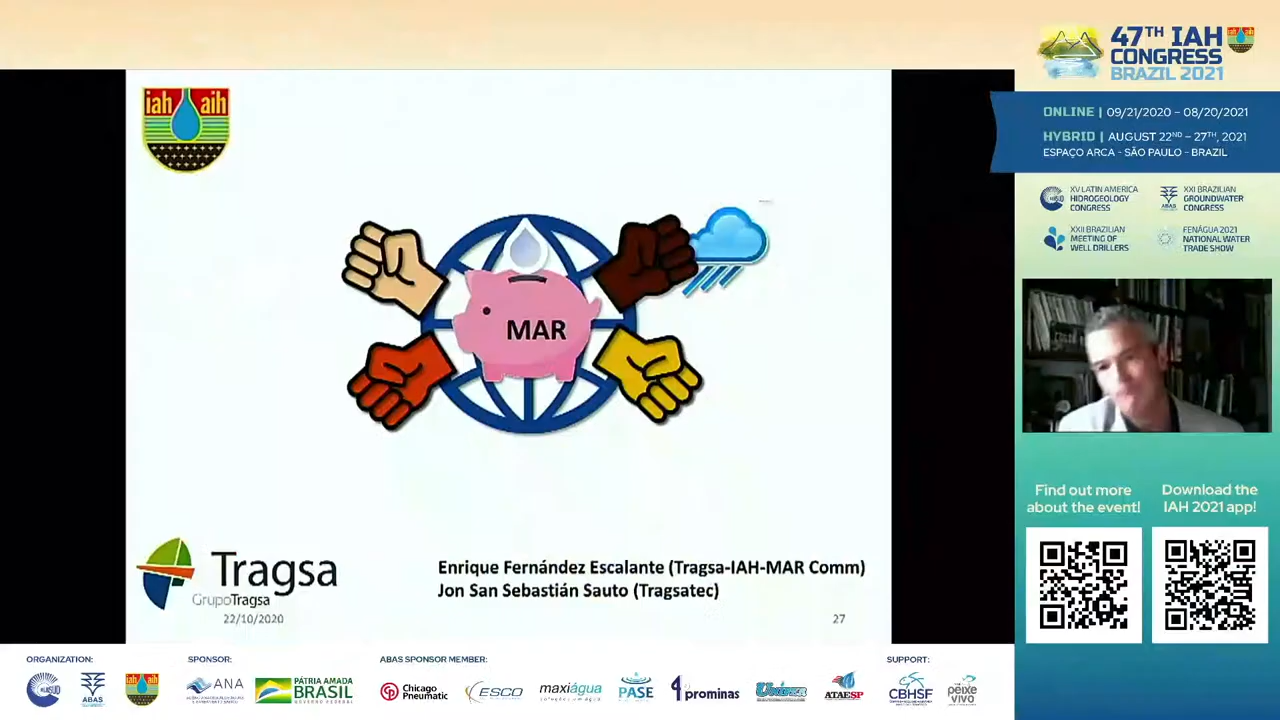 47TH IAH
CONGRESS
BRAZIL 2021
ONLINE | 09/21/2020 – 08/20/2021
HYBRID | AUGUST 22ND – 27TH, 2021
ESPAÇO ARCA - SÃO PAULO - BRAZIL
XV LATIN AMERICA
HIDROGEOLOGY
CONGRESS
XXI BRAZILIAN
GROUNDWATER
CONGRESS
XXII BRAZILIAN
MEETING OF
WELL DRILLERS
FENÁGUA 2021
NATIONAL WATER
TRADE SHOW
iah aih
MAR
Tragsa
GrupoTragsa
22/10/2020
Enrique Fernández Escalante (Tragsa-IAH-MAR Comm)
Jon San Sebastián Sauto (Tragsatec)
27
Find out more
about the event!
Download the
IAH 2021 app!
ORGANIZATION:
ABAS
SPONSOR:
ANA
PÁTRIA AMADA
BRASIL
GOVERNO FEDERAL
ABAS SPONSOR MEMBER:
Chicago
Pneumatic
ESCO
maxiágua
PASE
prominas
ATAESP
SUPPORT:
CBHSF
peixe
vivo